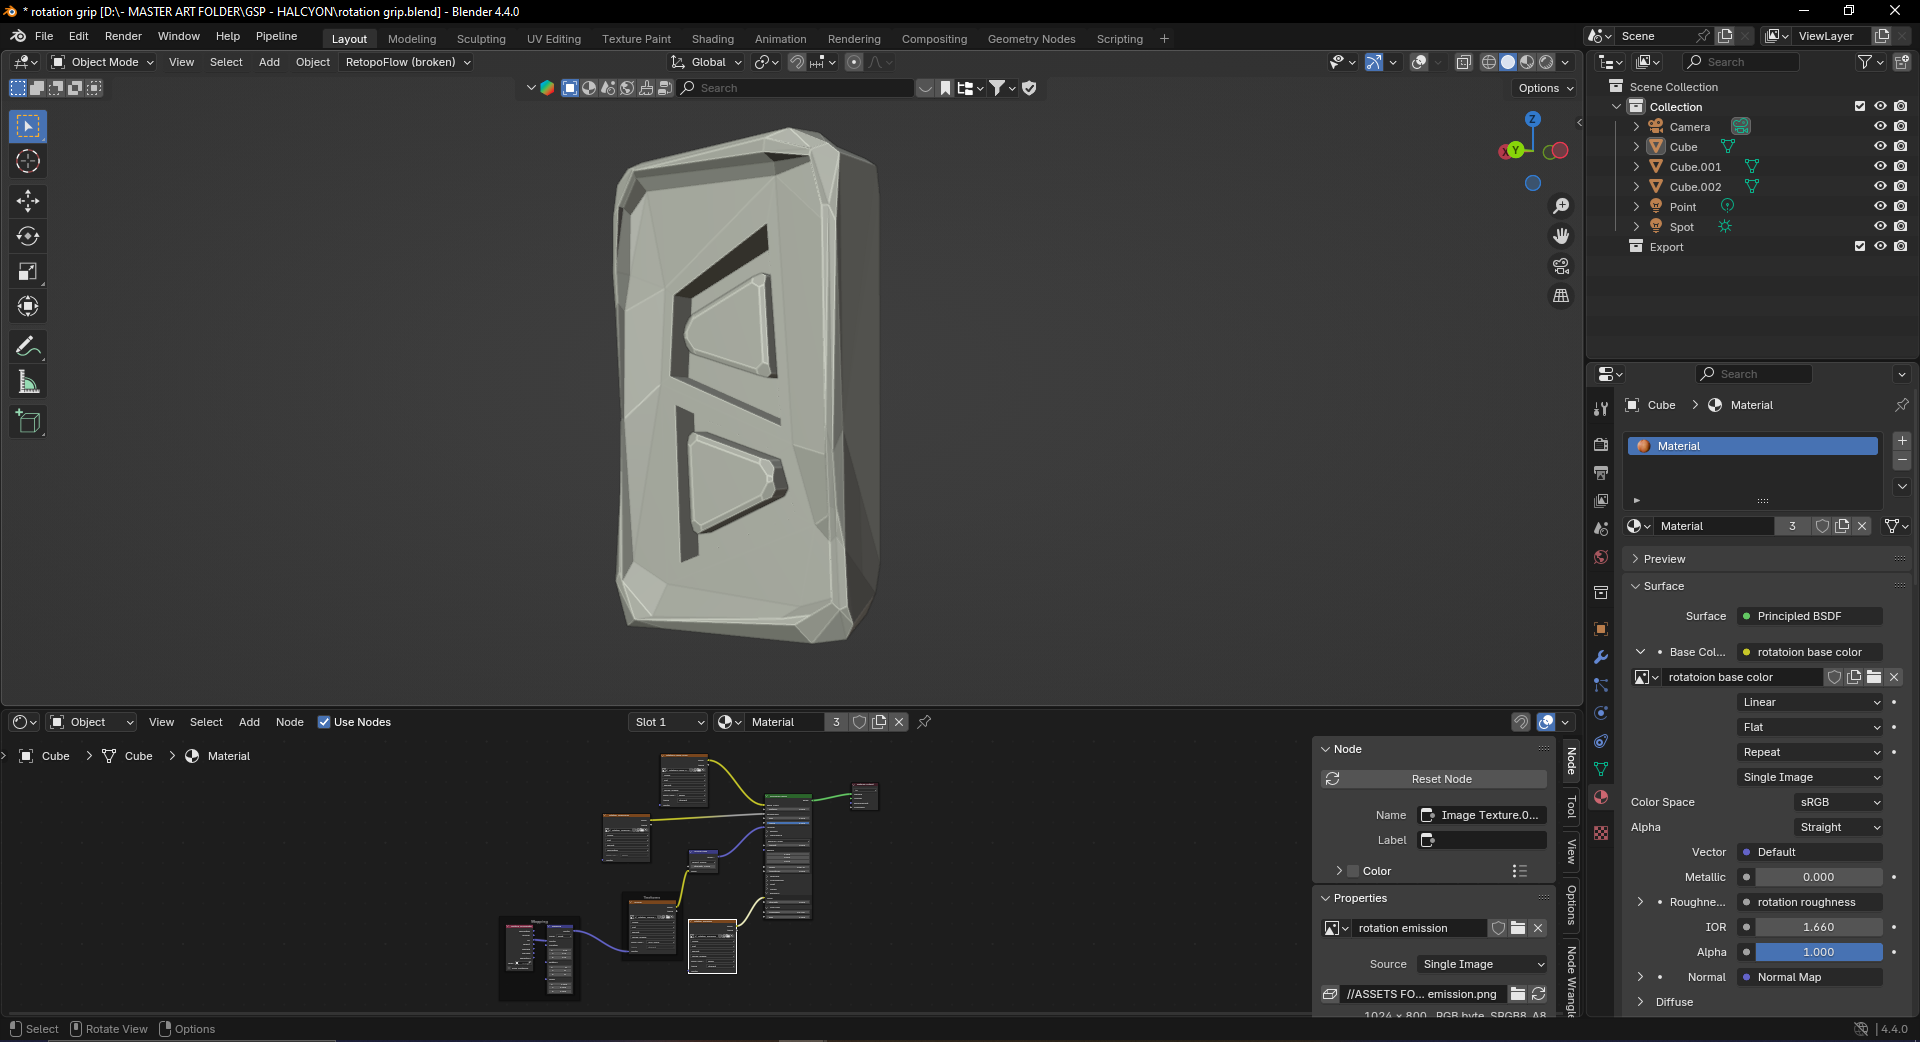 * rotation grip [D:\- MASTER ART FOLDER\GSP - HALCYON\rotation grip.blend] - Blender 4.4.0
File Edit Render Window Help Pipeline Layout Modeling Sculpting UV Editing Texture Paint Shading Animation Rendering Compositing Geometry Nodes Scripting + Scene ViewLayer
Object Mode View Select Add Object RetopoFlow (broken) Global Search
Search Options
Scene Collection
Collection
Camera
Cube
Cube.001
Cube.002
Point
Spot
Export
Z
X Y
Search
Cube > Material
Material
Material 3
Preview
Surface
Surface Principled BSDF
Base Col... rotatoion base color
rotatoion base color
Linear
Flat
Repeat
Single Image
Color Space sRGB
Alpha Straight
Vector Default
Metallic 0.000
Roughne... rotation roughness
IOR 1.660
Alpha 1.000
Normal Normal Map
Diffuse
Object View Select Add Node Use Nodes Slot 1 Material 3
Cube > Cube > Material
Node
Reset Node
Name Image Texture.0...
Label
Color
Properties
rotation emission
Source Single Image
//ASSETS FO... emission.png
1024 x 800, RGB byte, SRGB8_A8
Node
Tool
View
Options
Node Wrangle
Mapping
Select Rotate View Options 4.4.0